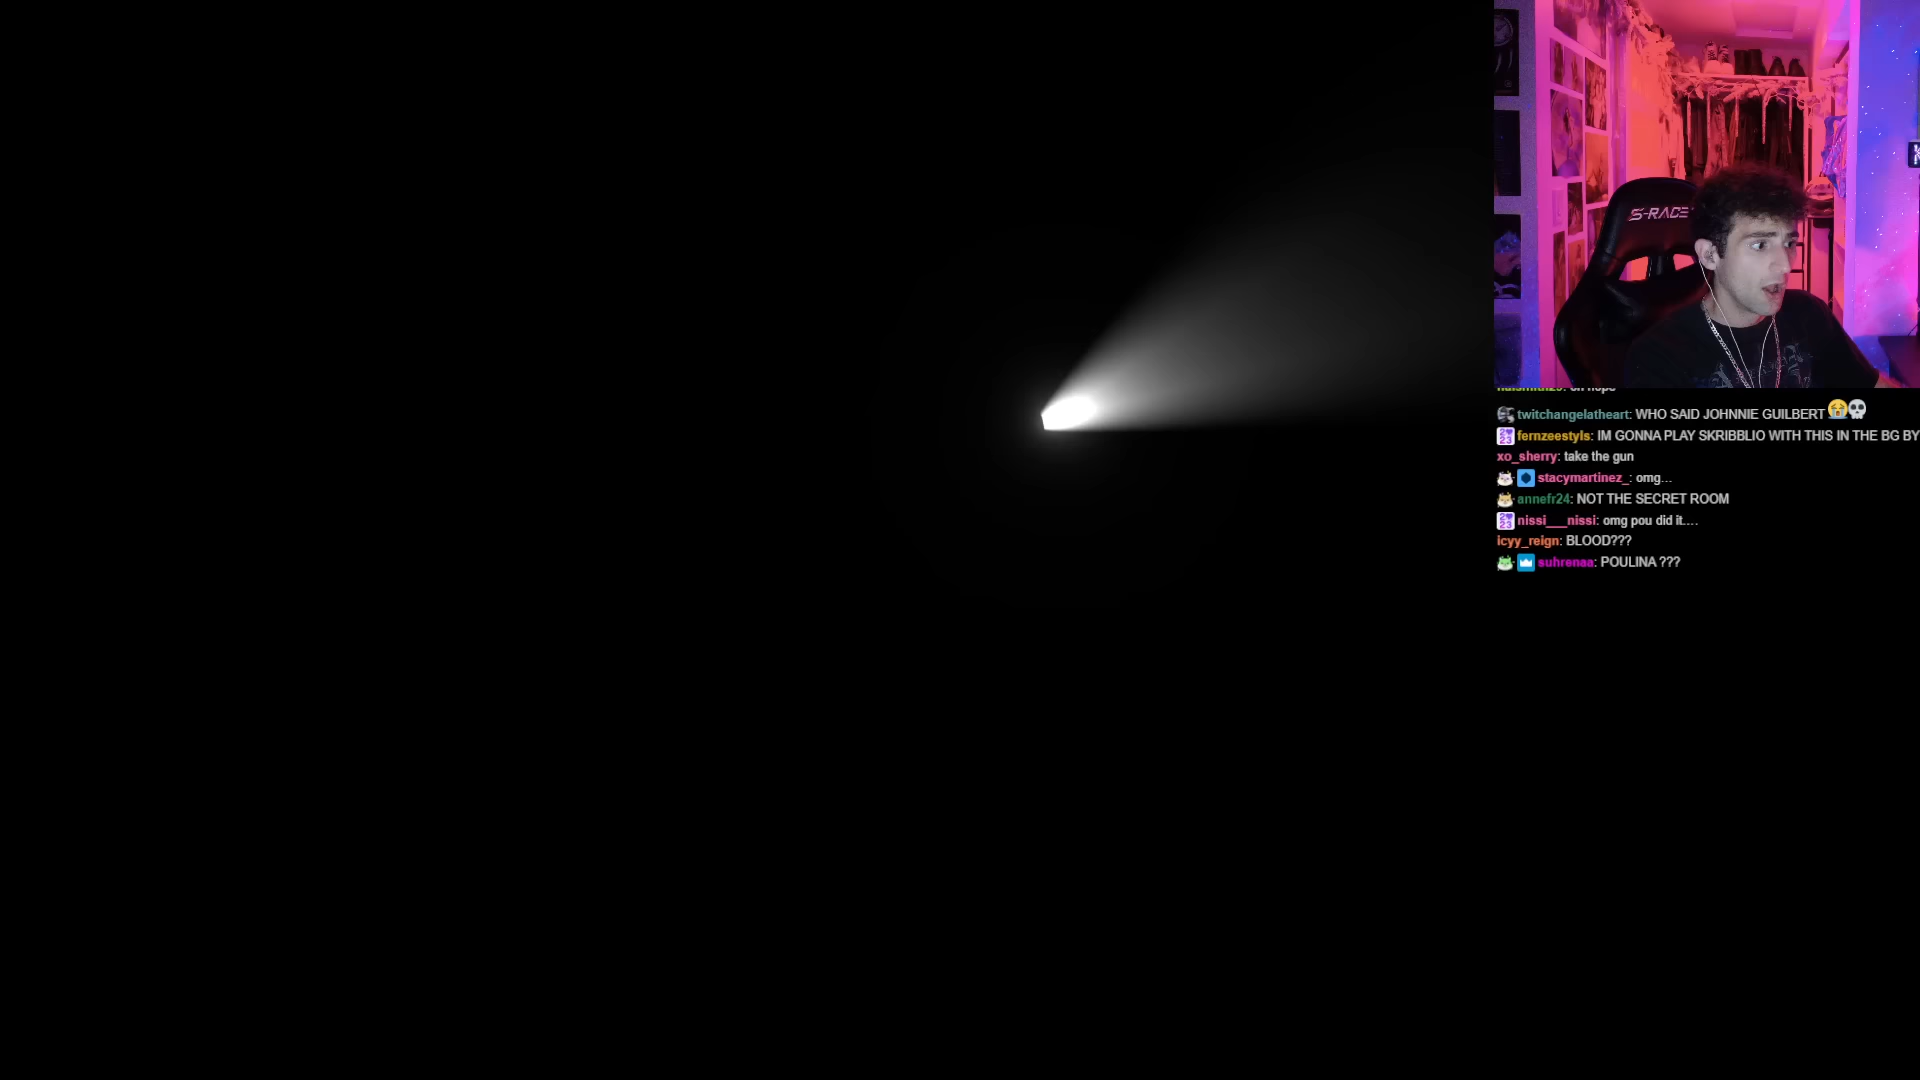 S-RACE
twitchangelatheart: WHO SAID JOHNNIE GUILBERT 😭💀
fernzeestyls: IM GONNA PLAY SKRIBBLIO WITH THIS IN THE BG BY
xo_sherry: take the gun
stacymartinez_: omg...
annefr24: NOT THE SECRET ROOM
nissi___nissi: omg pou did it....
icyy_reign: BLOOD???
suhrenaa: POULINA ???